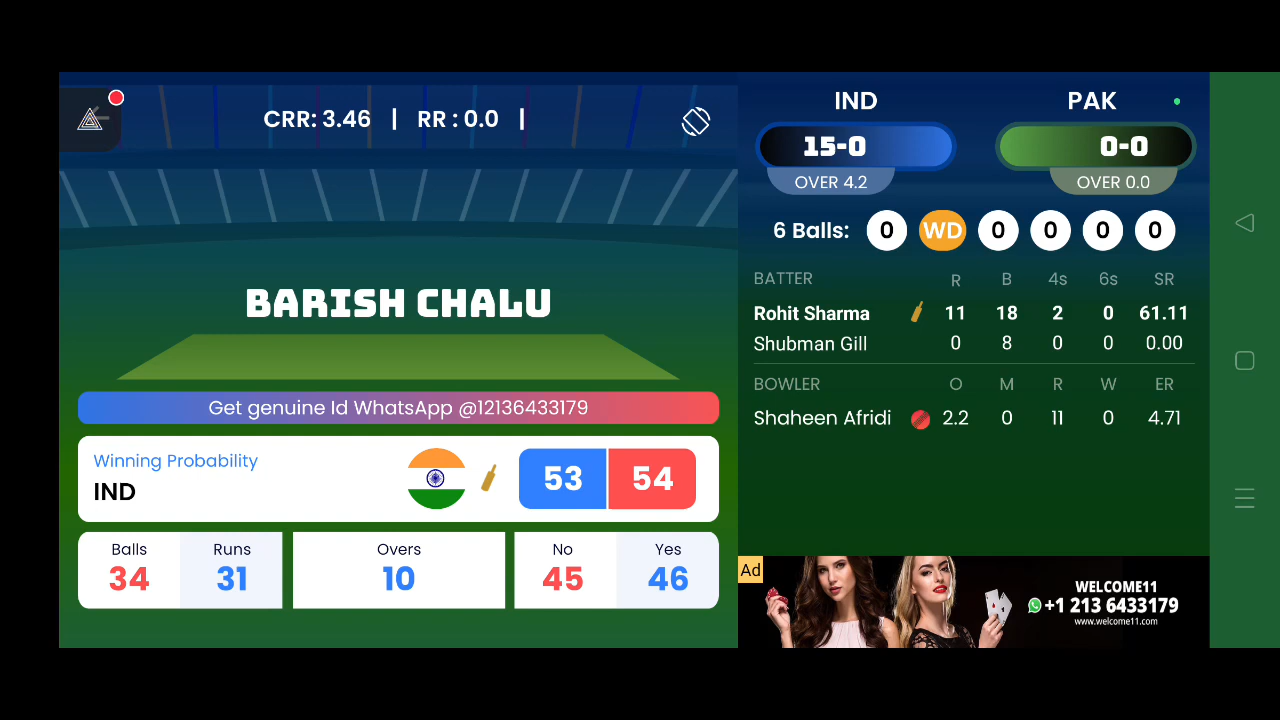 CRR: 3.46 | RR : 0.0 |
BARISH CHALU
Get genuine Id WhatsApp @12136433179
Winning Probability
IND
53 54
Balls Runs Overs No Yes
34 31 10 45 46
IND PAK
15-0 0-0
OVER 4.2 OVER 0.0
6 Balls: 0 WD 0 0 0 0
BATTER R B 4s 6s SR
Rohit Sharma 11 18 2 0 61.11
Shubman Gill 0 8 0 0 0.00
BOWLER O M R W ER
Shaheen Afridi 2.2 0 11 0 4.71
Ad
WELCOME11
+1 213 6433179
www.welcome11.com